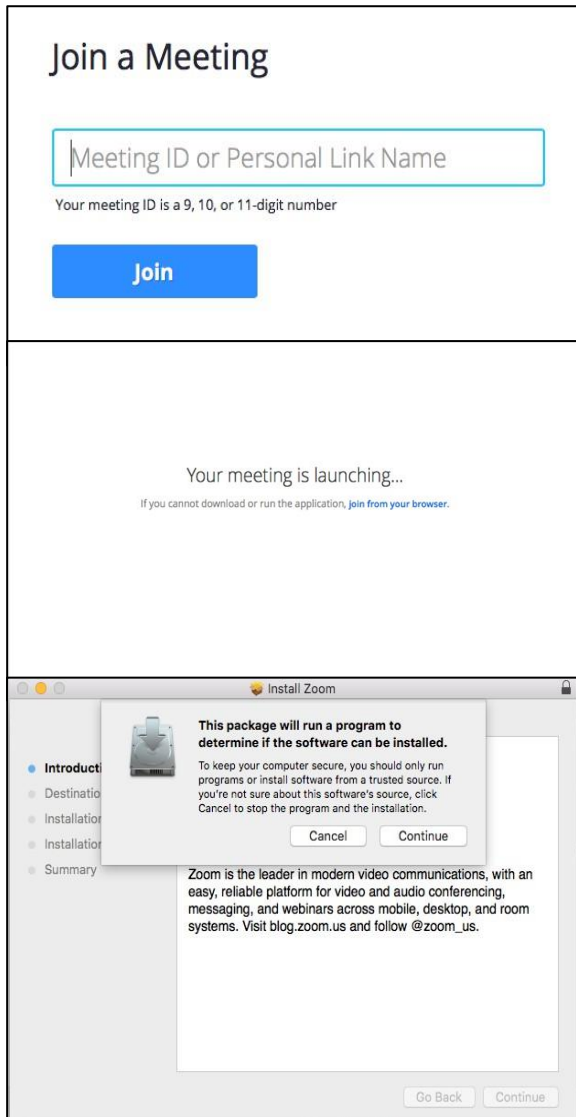 Join a Meeting
Meeting ID or Personal Link Name
Your meeting ID is a 9, 10, or 11-digit number
Join
Your meeting is launching...
If you cannot download or run the application, join from your browser.
Install Zoom
This package will run a program to
determine if the software can be installed.
To keep your computer secure, you should only run
programs or install software from a trusted source. If
you're not sure about this software's source, click
Cancel to stop the program and the installation.
Cancel Continue
Introducti
Destinatio
Installation
Installation
Summary
Zoom is the leader in modern video communications, with an
easy, reliable platform for video and audio conferencing,
messaging, and webinars across mobile, desktop, and room
systems. Visit blog.zoom.us and follow @zoom_us.
Go Back Continue